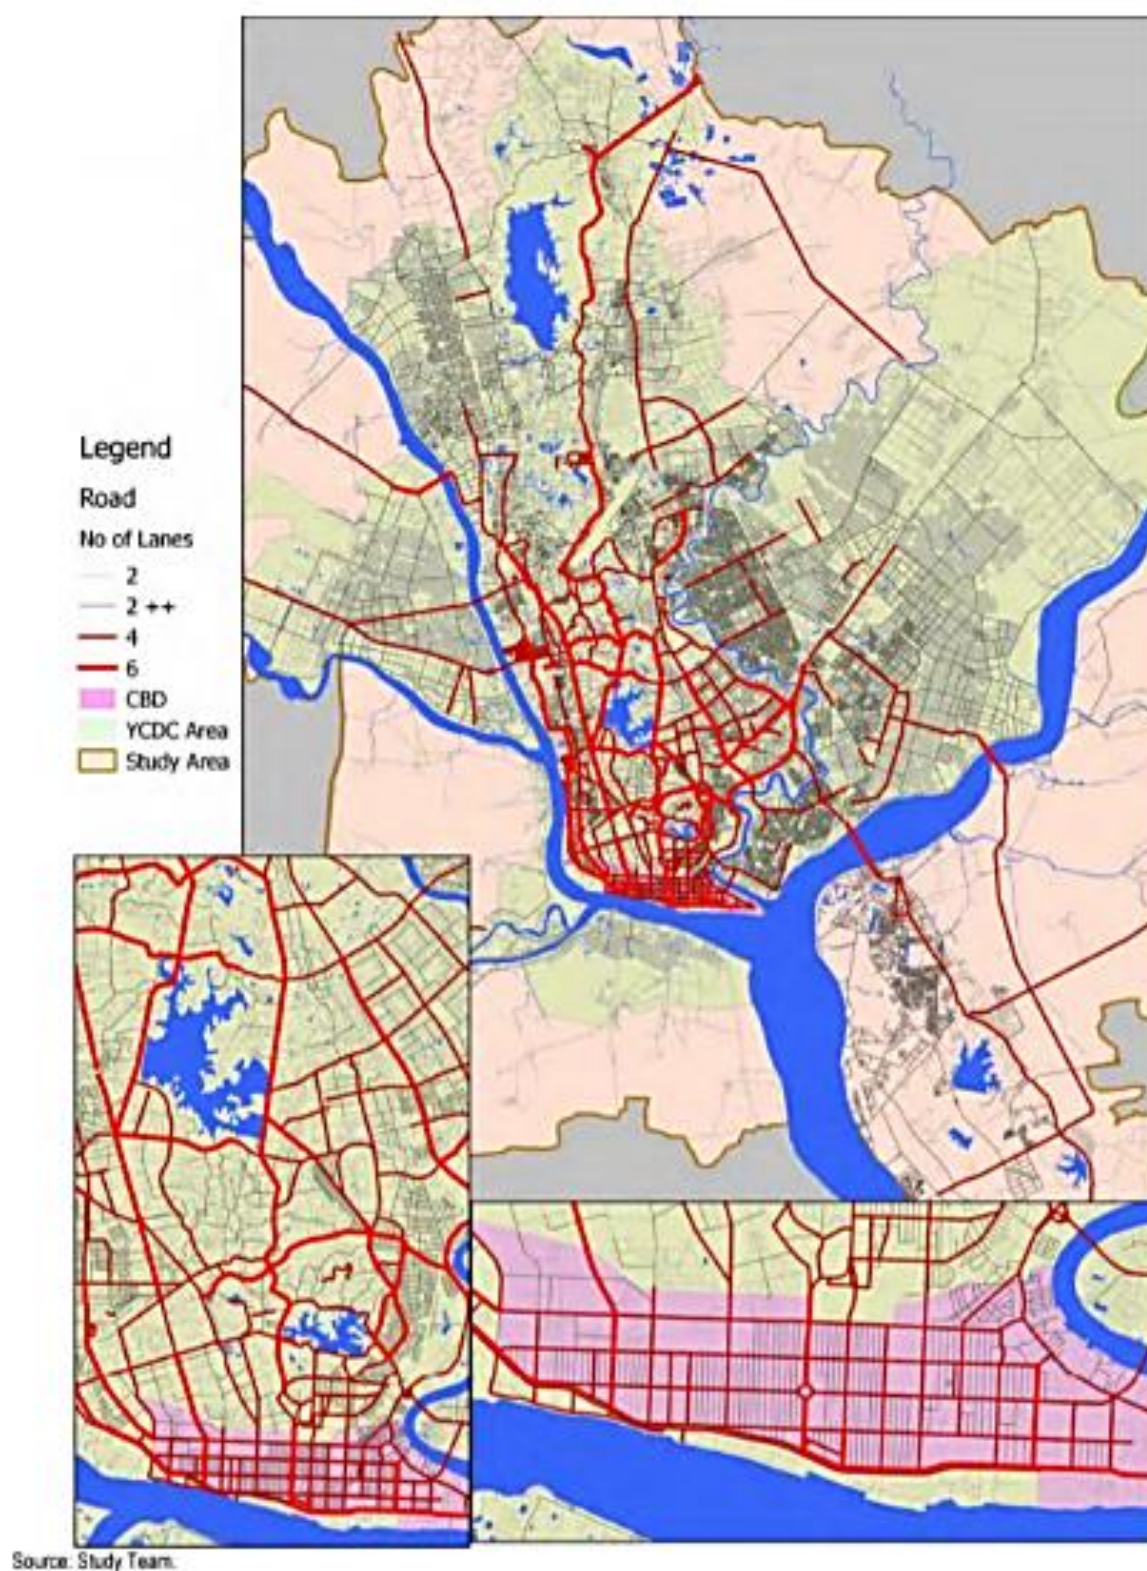 Legend
Road
No of Lanes
2
2 ++
4
6
CBD
YCDC Area
Study Area
Source: Study Team.